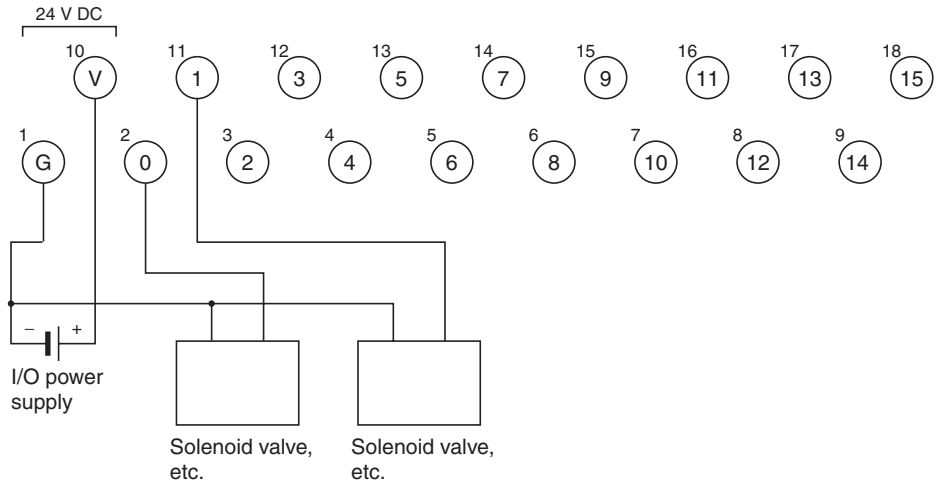 24 V DC
10 11 12 13 14 15 16 17 18
V 1 3 5 7 9 11 13 15
1 2 3 4 5 6 7 8 9
G 0 2 4 6 8 10 12 14
− +
I/O power
supply
Solenoid valve,
etc.
Solenoid valve,
etc.